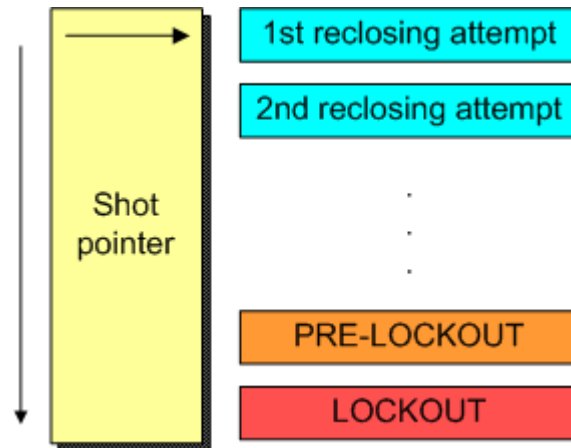 1st reclosing attempt
2nd reclosing attempt
.
.
.
Shot
pointer
PRE-LOCKOUT
LOCKOUT